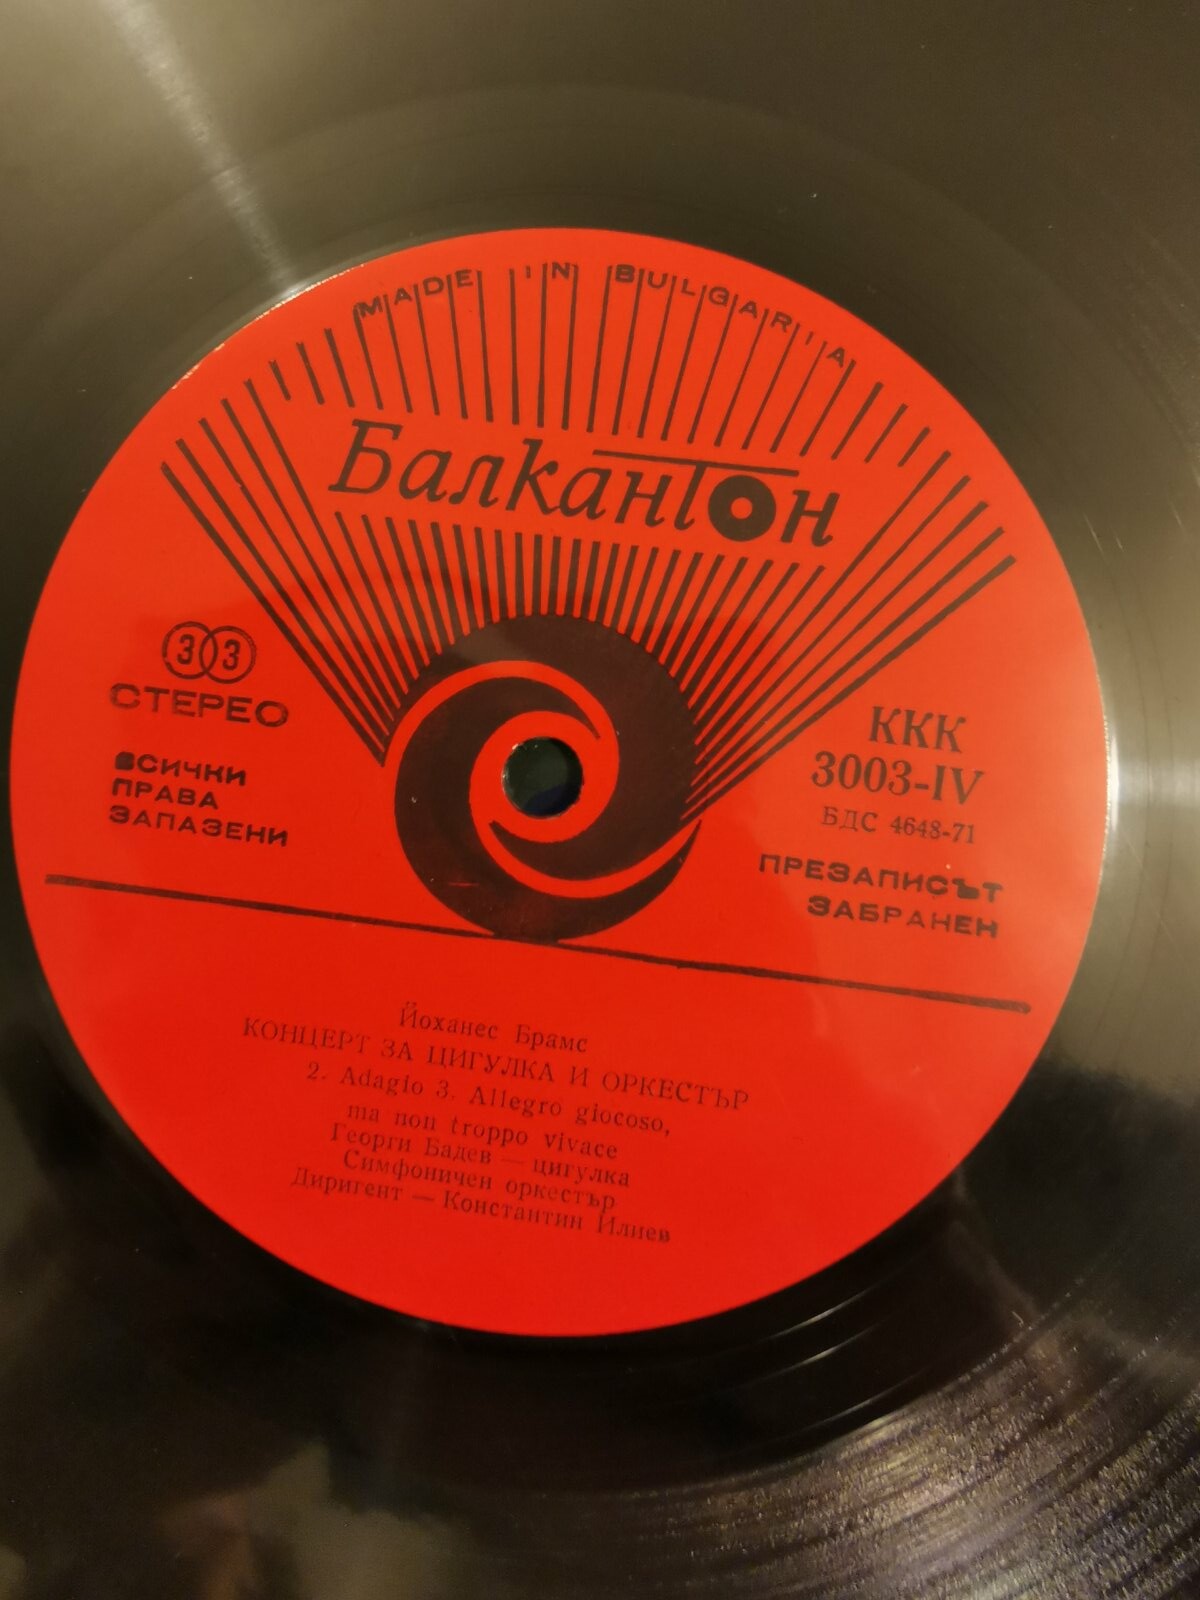 MADE IN BULGARIA
Балкантон
33
СТЕРЕО
ВСИЧКИ
ПРАВА
ЗАПАЗЕНИ
ККК
3003-IV
БДС 4648-71
ПРЕЗАПИСЪТ
ЗАБРАНЕН
Йоханес Брамс
КОНЦЕРТ ЗА ЦИГУЛКА И ОРКЕСТЪР
2. Adagio 3. Allegro giocoso,
ma non troppo vivace
Георги Бадев — цигулка
Симфоничен оркестър
Диригент — Константин Илиев